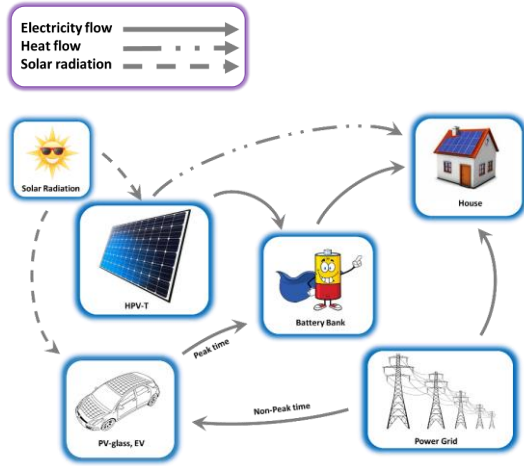 Electricity flow
Heat flow
Solar radiation
Solar Radiation
House
HPV-T
Battery Bank
Peak time
Non-Peak time
PV-glass, EV
Power Grid